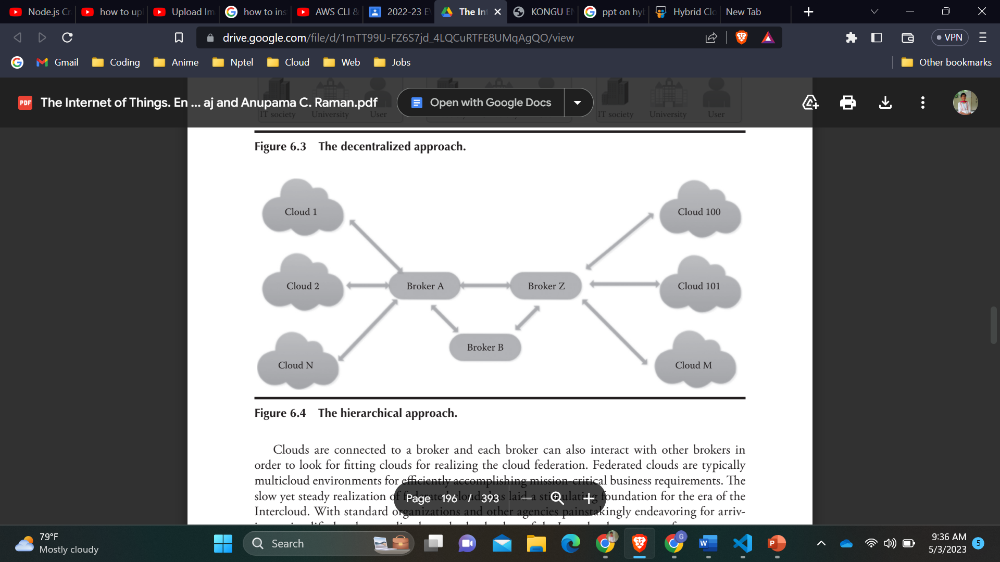 Node.js Cr
how to up
Upload Im
how to ins
AWS CLI &
2022-23 E
The In
KONGU E
ppt on hy
Hybrid Clo
New Tab
drive.google.com/file/d/1mTT99U-FZ6S7jd_4LQCuRTFE8UMqAgQO/view
VPN
Gmail
Coding
Anime
Nptel
Cloud
Web
Jobs
Other bookmarks
PDF
The Internet of Things. En ... aj and Anupama C. Raman.pdf
Open with Google Docs
IT society University User
IT society University User
Figure 6.3 The decentralized approach.
Cloud 1
Cloud 100
Cloud 2
Broker A
Broker Z
Cloud 101
Broker B
Cloud N
Cloud M
Figure 6.4 The hierarchical approach.
Clouds are connected to a broker and each broker can also interact with other brokers in
order to look for fitting clouds for realizing the cloud federation. Federated clouds are typically
multicloud environments for efficiently accomplishing mission-critical business requirements. The
slow yet steady realization of federated clouds has laid a stimulating foundation for the era of the
Intercloud. With standard organizations and other agencies painstakingly endeavoring for arriv-
Page 196 / 393
79°F
Mostly cloudy
Search
9:36 AM
5/3/2023
5